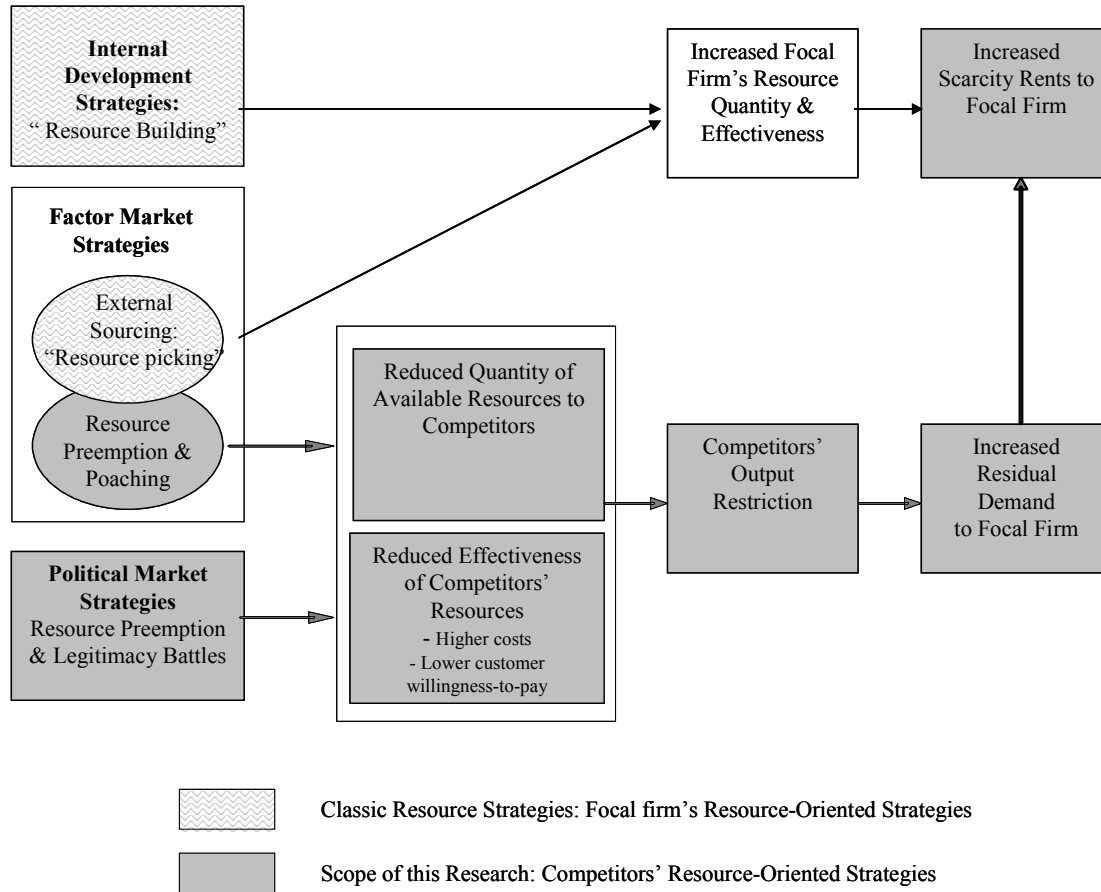 Internal
Development
Strategies:
“ Resource Building”
Increased Focal
Firm’s Resource
Quantity &
Effectiveness
Increased
Scarcity Rents to
Focal Firm
Factor Market
Strategies
External
Sourcing:
“Resource picking”
Resource
Preemption &
Poaching
Reduced Quantity of
Available Resources to
Competitors
Competitors’
Output
Restriction
Increased
Residual
Demand
to Focal Firm
Political Market
Strategies
Resource Preemption
& Legitimacy Battles
Reduced Effectiveness
of Competitors’
Resources
- Higher costs
- Lower customer
willingness-to-pay
Classic Resource Strategies: Focal firm’s Resource-Oriented Strategies
Scope of this Research: Competitors’ Resource-Oriented Strategies